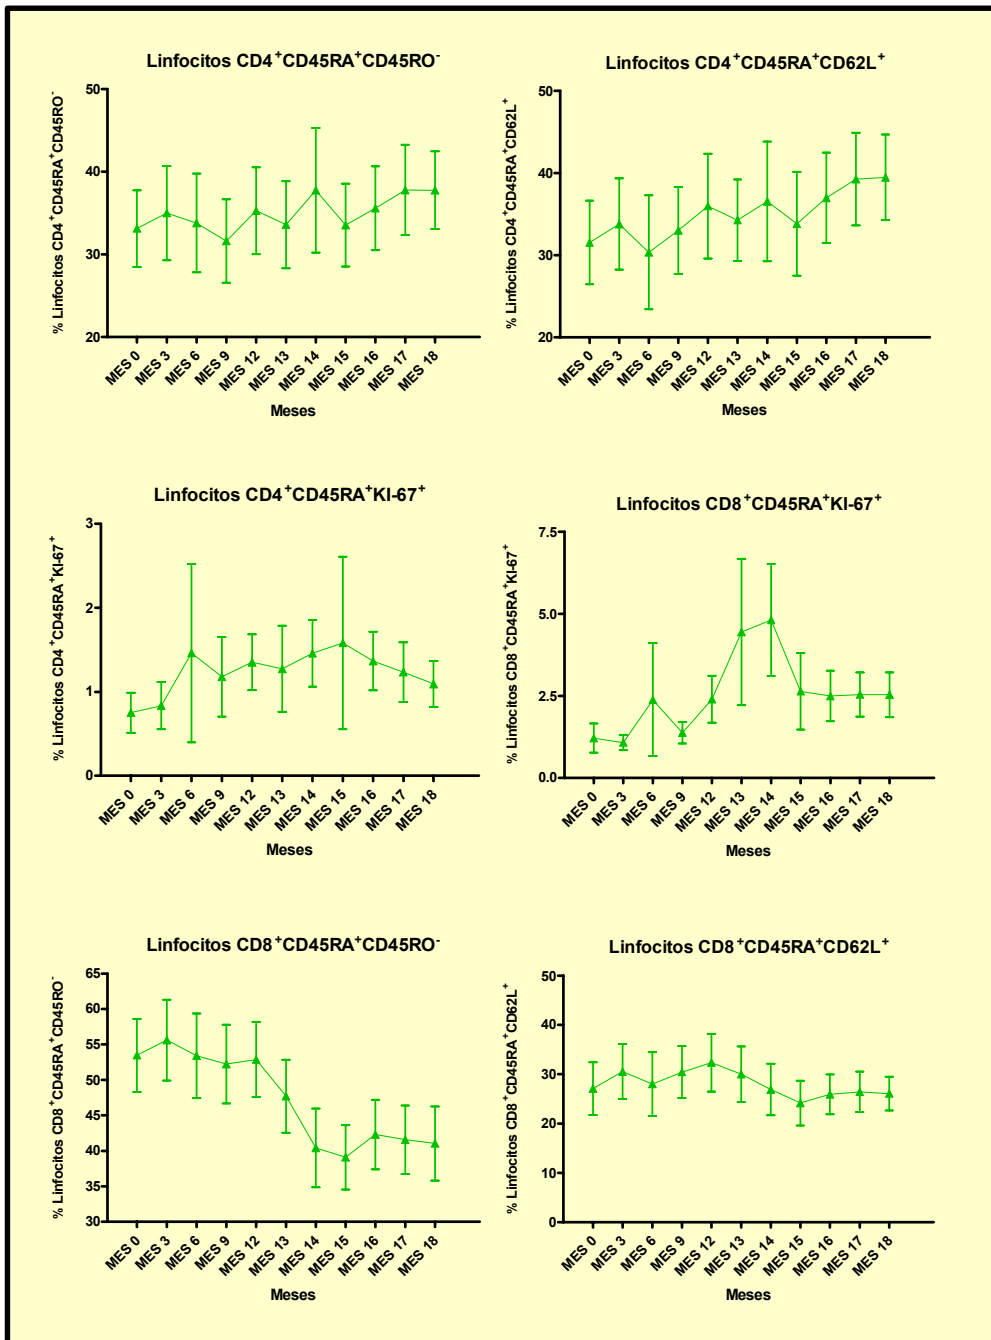 Linfocitos CD4⁺CD45RA⁺CD45RO⁻
% Linfocitos CD4⁺CD45RA⁺CD45RO⁻
50
40
30
20
MES 0 MES 3 MES 6 MES 9 MES 12 MES 13 MES 14 MES 15 MES 16 MES 17 MES 18
Meses
Linfocitos CD4⁺CD45RA⁺CD62L⁺
% Linfocitos CD4⁺CD45RA⁺CD62L⁺
50
40
30
20
MES 0 MES 3 MES 6 MES 9 MES 12 MES 13 MES 14 MES 15 MES 16 MES 17 MES 18
Meses
Linfocitos CD4⁺CD45RA⁺KI-67⁺
% Linfocitos CD4⁺CD45RA⁺KI-67⁺
3
2
1
0
MES 0 MES 3 MES 6 MES 9 MES 12 MES 13 MES 14 MES 15 MES 16 MES 17 MES 18
Meses
Linfocitos CD8⁺CD45RA⁺KI-67⁺
% Linfocitos CD8⁺CD45RA⁺KI-67⁺
7.5
5.0
2.5
0.0
MES 0 MES 3 MES 6 MES 9 MES 12 MES 13 MES 14 MES 15 MES 16 MES 17 MES 18
Meses
Linfocitos CD8⁺CD45RA⁺CD45RO⁻
% Linfocitos CD8⁺CD45RA⁺CD45RO⁻
65
60
55
50
45
40
35
30
MES 0 MES 3 MES 6 MES 9 MES 12 MES 13 MES 14 MES 15 MES 16 MES 17 MES 18
Meses
Linfocitos CD8⁺CD45RA⁺CD62L⁺
% Linfocitos CD8⁺CD45RA⁺CD62L⁺
50
40
30
20
10
0
MES 0 MES 3 MES 6 MES 9 MES 12 MES 13 MES 14 MES 15 MES 16 MES 17 MES 18
Meses